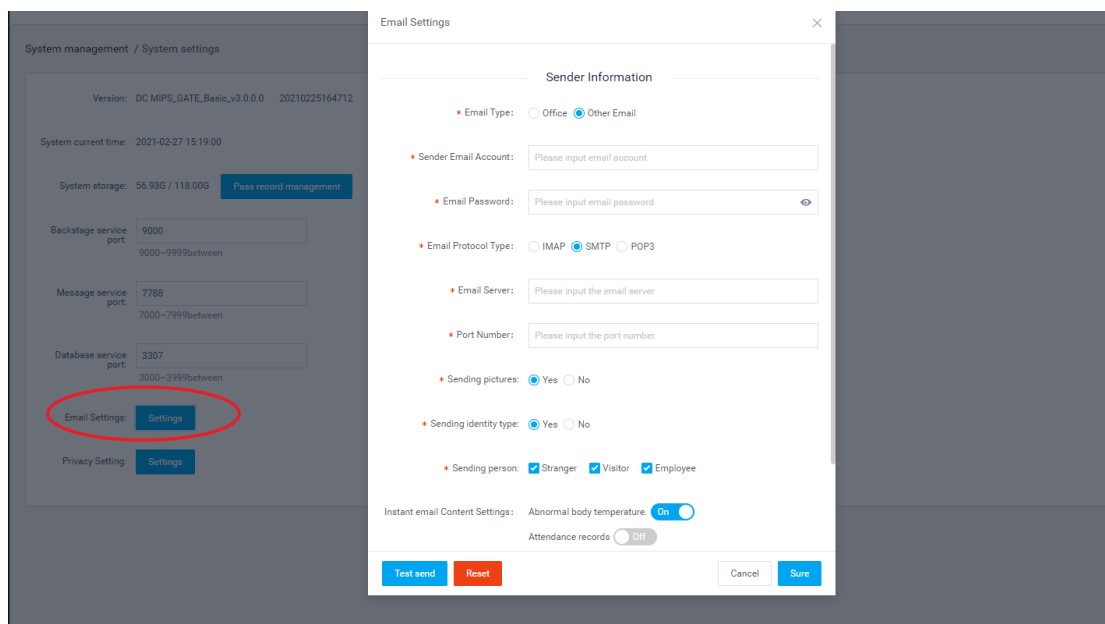 Email Settings
System management / System settings
Sender Information
Version: DC MIPS_GATE_Basic_v3.0.0.0 20210225164712
* Email Type: Office Other Email
System current time: 2021-02-27 15:19:00
* Sender Email Account: Please input email account
System storage: 56.93G / 118.00G Pass record management
* Email Password: Please input email password
Backstage service
port: 9000
9000~9999between
* Email Protocol Type: IMAP SMTP POP3
Message service
port: 7788
7000~7999between
* Email Server: Please input the email server
* Port Number: Please input the port number
Database service
port: 3307
3000~3999between
* Sending pictures: Yes No
Email Settings: Settings
* Sending identity type: Yes No
Privacy Setting: Settings
* Sending person: Stranger Visitor Employee
Instant email Content Settings: Abnormal body temperature. On
Attendance records Off
Test send Reset Cancel Sure